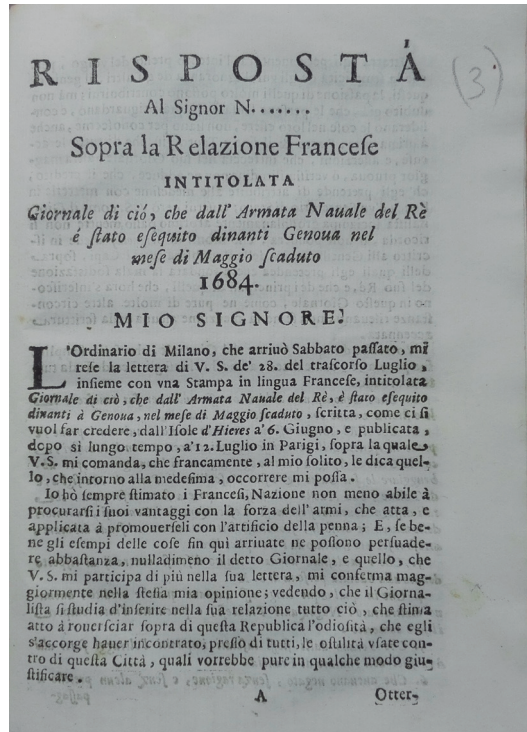 RISPOSTA
Al Signor N.......
Sopra la Relazione Franceſe
INTITOLATA
Giornale di ció, che dall' Armata Nauale del Rè
é ſtato eſequito dinanti Genoua nel
meſe di Maggio ſcaduto
1684.
MIO SIGNORE.
L'Ordinario di Milano, che arriuò Sabbato paſſato, mi
reſe la lettera di V. S. de' 28. del traſcorſo Luglio,
inſieme con vna Stampa in lingua Franceſe, intitolata
Giornale di ciò, che dall' Armata Nauale del Rè, è ſtato eſequito
dinanti à Genoua, nel meſe di Maggio ſcaduto, ſcritta, come ci ſi
vuol far credere, dall'Iſole d'Hieres a' 6. Giugno, e publicata,
dopo sì lungo tempo, a'12. Luglio in Parigi, ſopra la quale
V.S. mi comanda, che francamente, al mio ſolito, le dica quel-
lo, che intorno alla medeſima, occorrere mi poſſa.
Io hò ſempre ſtimato i Franceſi, Nazione non meno abile à
procurarſi i ſuoi vantaggi con la forza dell' armi, che atta, e
applicata à promouerſeli con l'artificio della penna; E, ſe be-
ne gli eſempi delle coſe fin quì arriuate ne poſſono perſuade-
re abbaſtanza, nulladimeno il detto Giornale, e quello, che
V. S. mi participa di più nella ſua lettera, mi conferma mag-
giormente nella ſteſſa mia opinione; vedendo, che il Giorna-
liſta ſi ſtudia d'inſerire nella ſua relazione tutto ciò, che ſtima
atto à rouerſciar ſopra di queſta Republica l'odioſità, che egli
s'accorge hauer incontrato, preſſo di tutti, le oſtilità vſate con-
tro di queſta Città, quali vorrebbe pure in qualche modo giu-
ſtificare.
A
Otter-
(3)